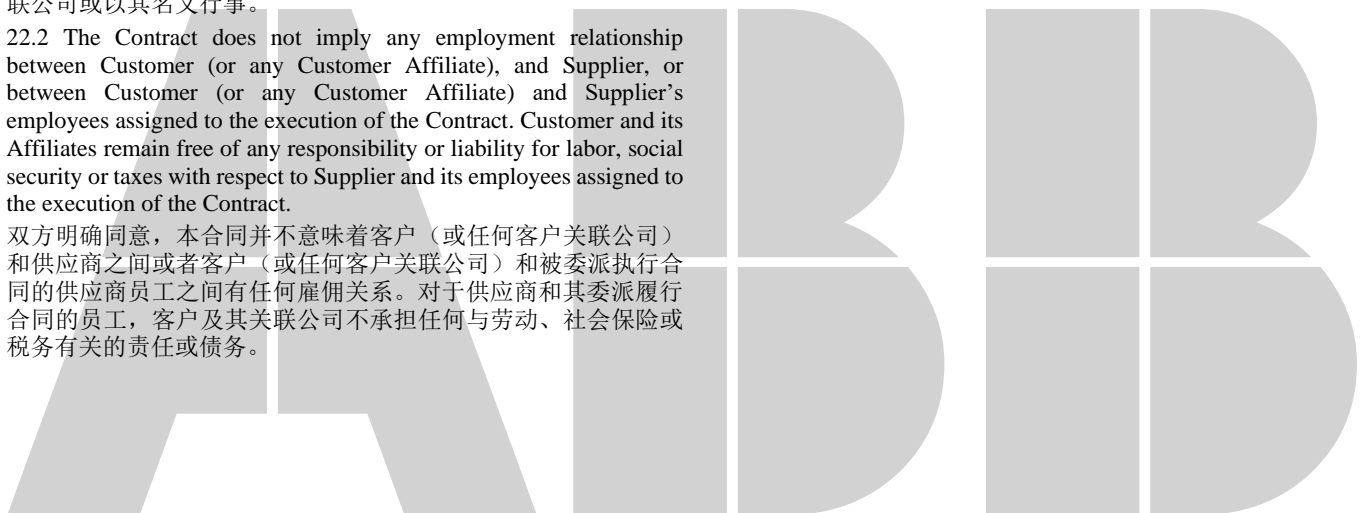 联公司或以其名义行事。
22.2 The Contract does not imply any employment relationship
between Customer (or any Customer Affiliate), and Supplier, or
between Customer (or any Customer Affiliate) and Supplier's
employees assigned to the execution of the Contract. Customer and its
Affiliates remain free of any responsibility or liability for labor, social
security or taxes with respect to Supplier and its employees assigned to
the execution of the Contract.
双方明确同意，本合同并不意味着客户（或任何客户关联公司）
和供应商之间或者客户（或任何客户关联公司）和被委派执行合
同的供应商员工之间有任何雇佣关系。对于供应商和其委派履行
合同的员工，客户及其关联公司不承担任何与劳动、社会保险或
税务有关的责任或债务。
ABB